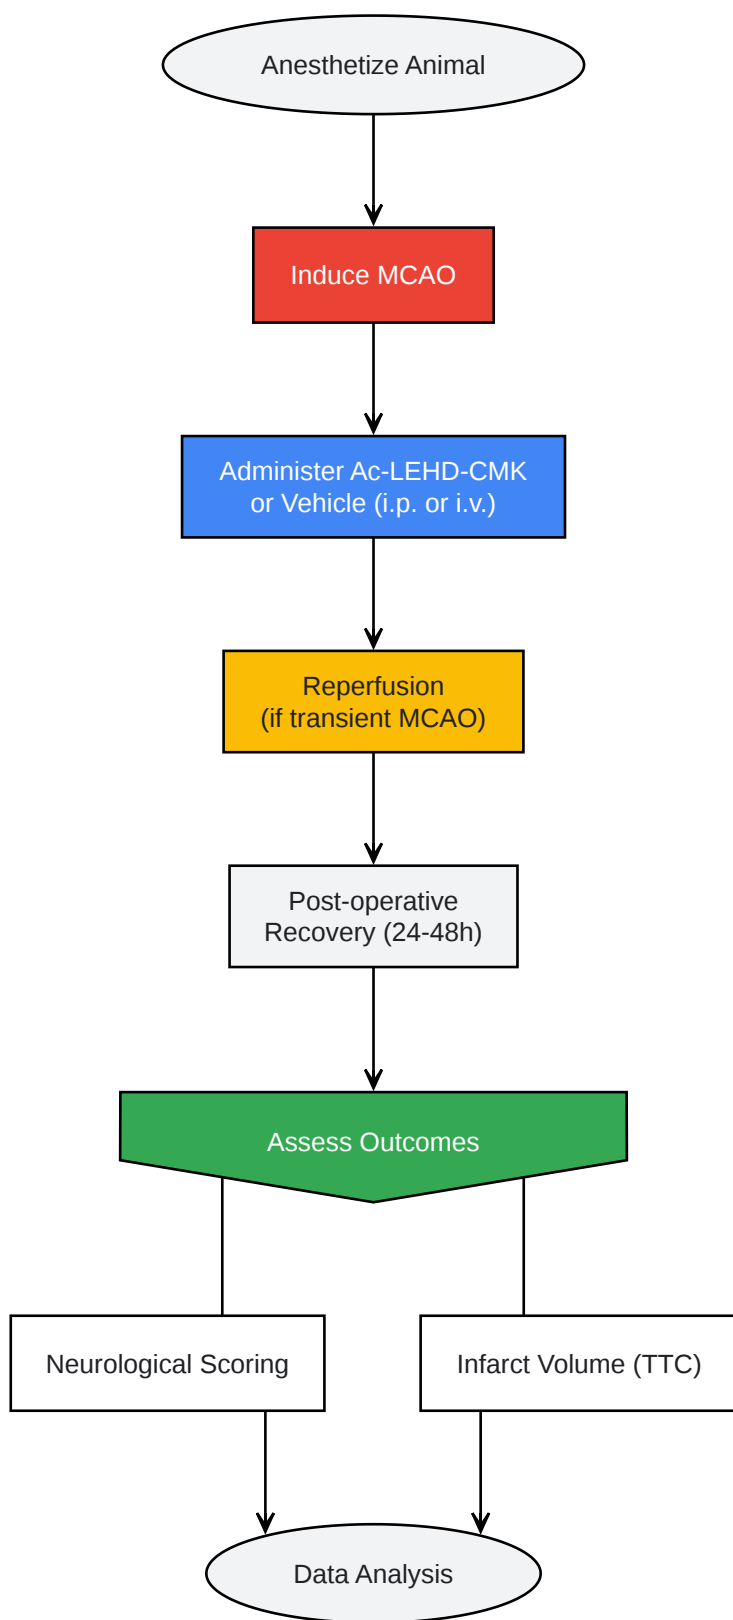 Anesthetize Animal
Induce MCAO
Administer Ac-LEHD-CMK
or Vehicle (i.p. or i.v.)
Reperfusion
(if transient MCAO)
Post-operative
Recovery (24-48h)
Assess Outcomes
Neurological Scoring
Infarct Volume (TTC)
Data Analysis